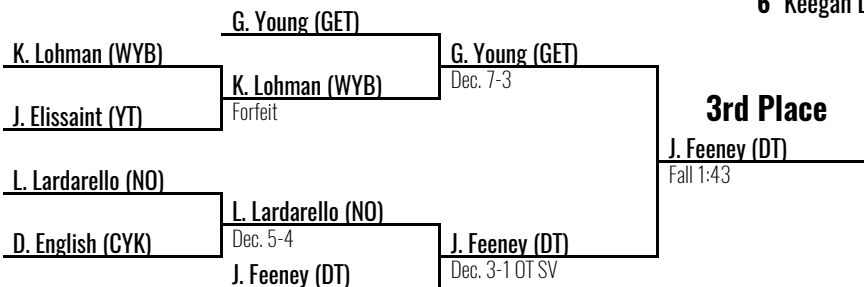 6 Keegan
G. Young (GET)
K. Lohman (WYB)
G. Young (GET)
K. Lohman (WYB)
Dec. 7-3
Forfeit
J. Elissaint (YT)
3rd Place
J. Feeney (DT)
Fall 1:43
L. Lardarello (NO)
L. Lardarello (NO)
Dec. 5-4
D. English (CYK)
J. Feeney (DT)
Dec. 3-1 OT SV
J. Feeney (DT)